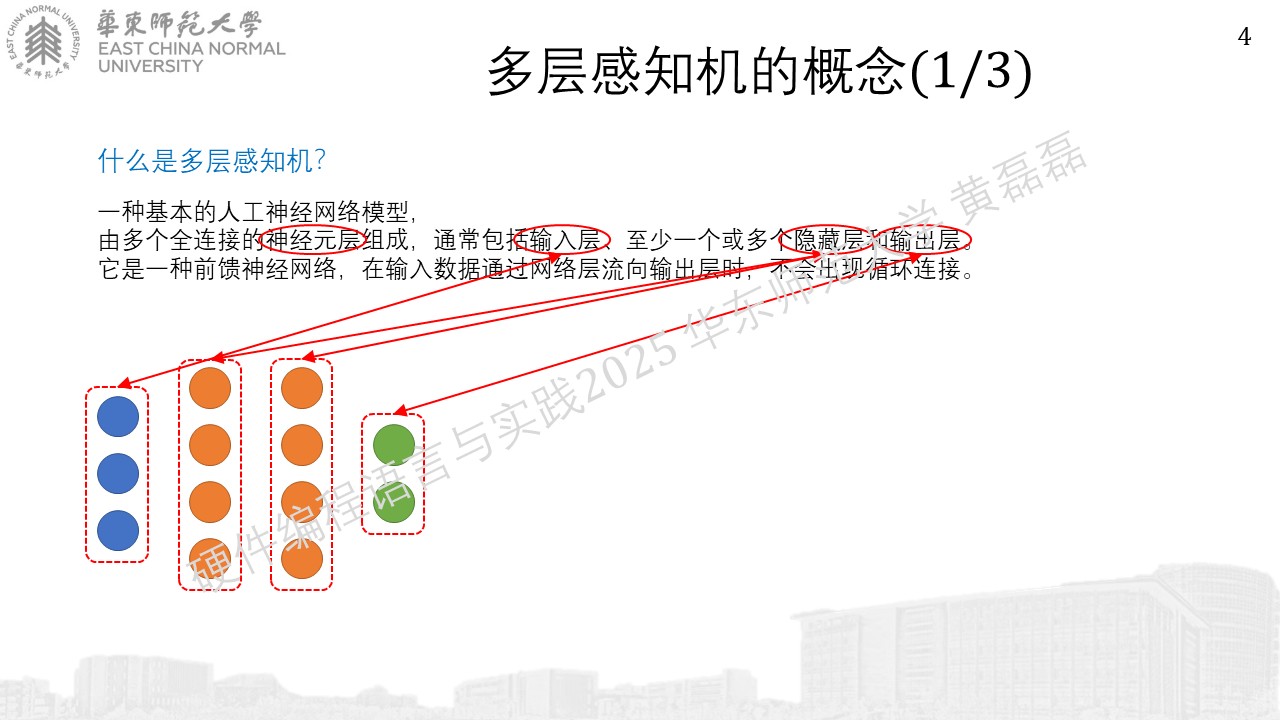 華東師範大學
EAST CHINA NORMAL
UNIVERSITY
EAST CHINA NORMAL UNIVERSITY
華東師範大學
4
多层感知机的概念(1/3)
什么是多层感知机?
一种基本的人工神经网络模型,
由多个全连接的神经元层组成, 通常包括输入层、至少一个或多个隐藏层和输出层。
它是一种前馈神经网络, 在输入数据通过网络层流向输出层时, 不会出现循环连接。
硬件编程语言与实践2025 华东师范大学 黄磊磊